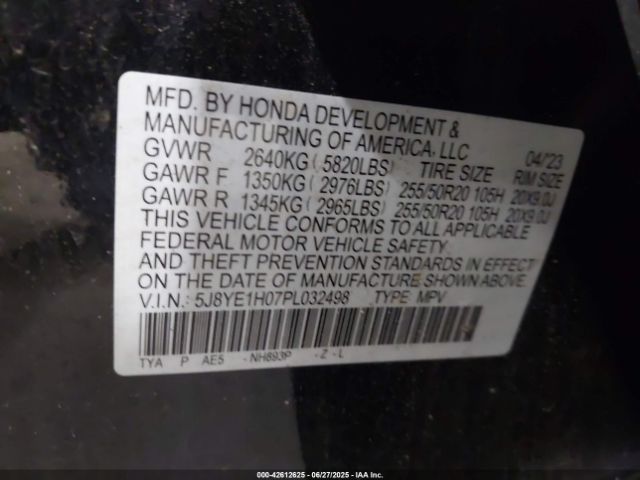 MFD. BY HONDA DEVELOPMENT &
MANUFACTURING OF AMERICA, LLC 04/23
GVWR 2640KG ( 5820LBS) TIRE SIZE RIM SIZE
GAWR F 1350KG ( 2976LBS) 255/50R20 105H 20X9.0J
GAWR R 1345KG ( 2965LBS) 255/50R20 105H 20X9.0J
THIS VEHICLE CONFORMS TO ALL APPLICABLE
FEDERAL MOTOR VEHICLE SAFETY
AND THEFT PREVENTION STANDARDS IN EFFECT
ON THE DATE OF MANUFACTURE SHOWN ABOVE.
V.I.N.: 5J8YE1H07PL032498 TYPE: MPV
TYA P AE5 - NH893P - Z - L
000-42612625 | 06/27/2025 | IAA Inc.